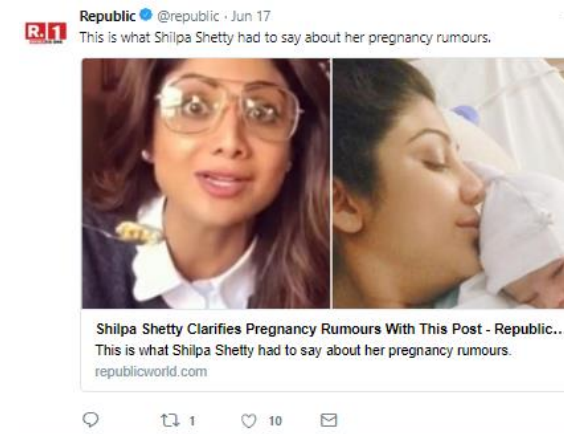 Republic @republic · Jun 17
R.1
This is what Shilpa Shetty had to say about her pregnancy rumours.
Shilpa Shetty Clarifies Pregnancy Rumours With This Post - Republic...
This is what Shilpa Shetty had to say about her pregnancy rumours.
republicworld.com
1 10